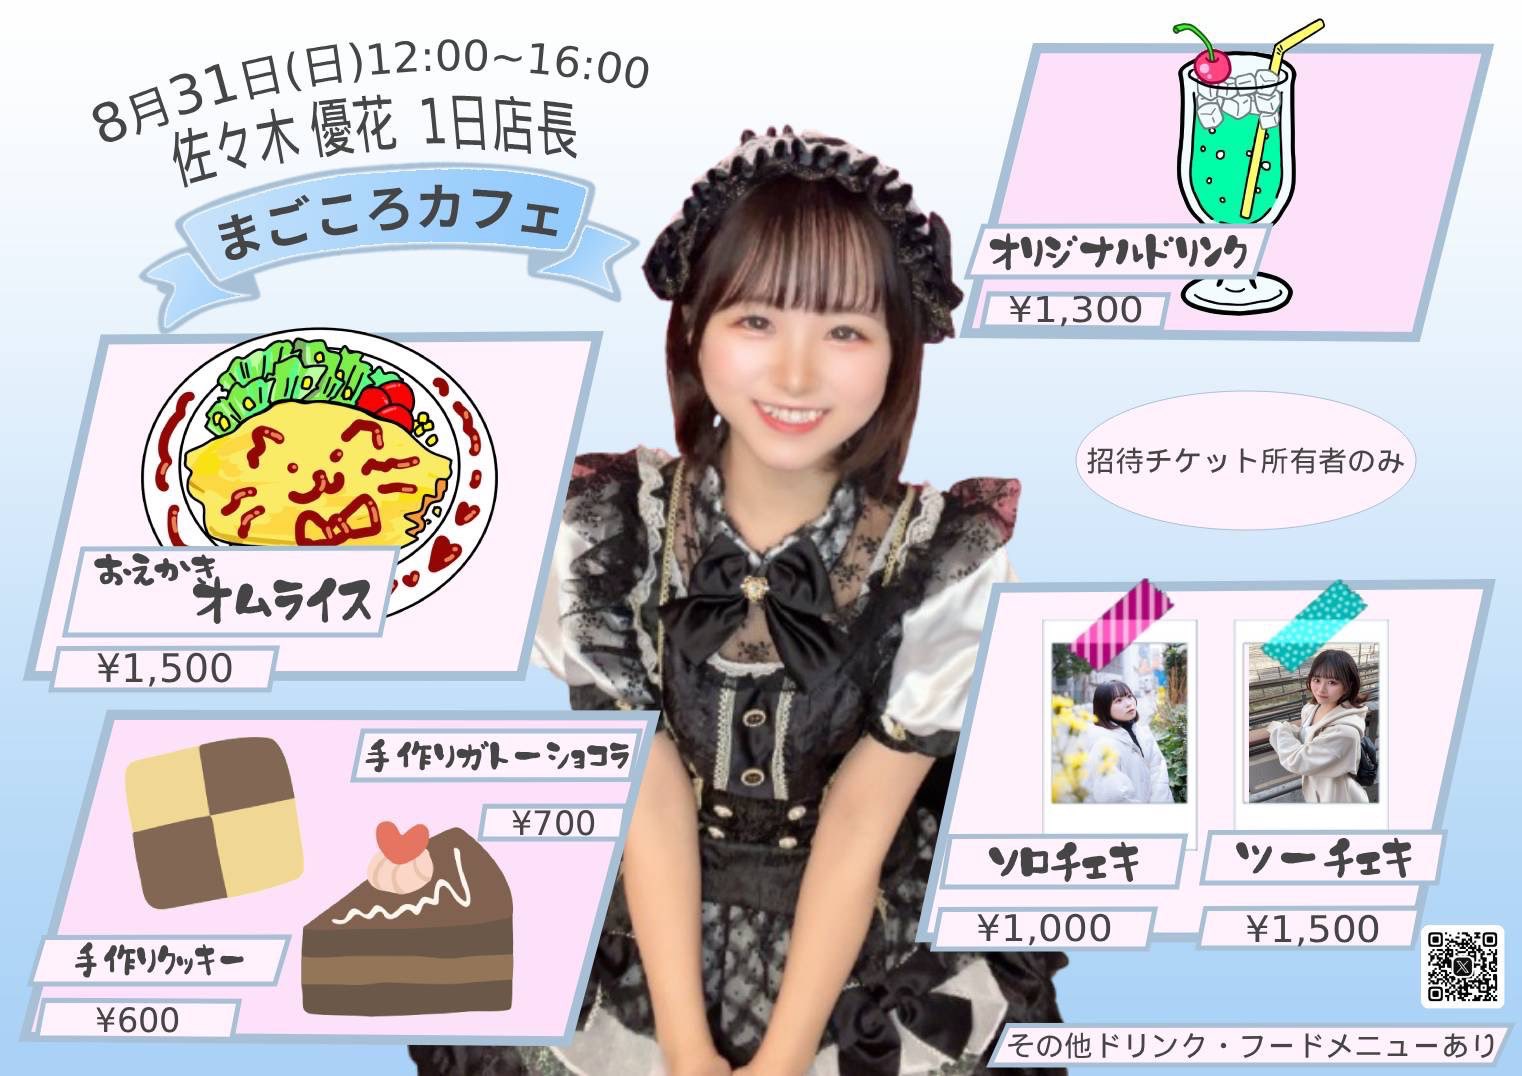 8月31日(日)12:00~16:00
佐々木 優花 1日店長
まごころカフェ
オリジナルドリンク
¥1,300
招待チケット所有者のみ
おえかき
オムライス
¥1,500
手作りガトーショコラ
¥700
手作りクッキー
¥600
ソロチェキ
¥1,000
ツーチェキ
¥1,500
その他ドリンク・フードメニューあり